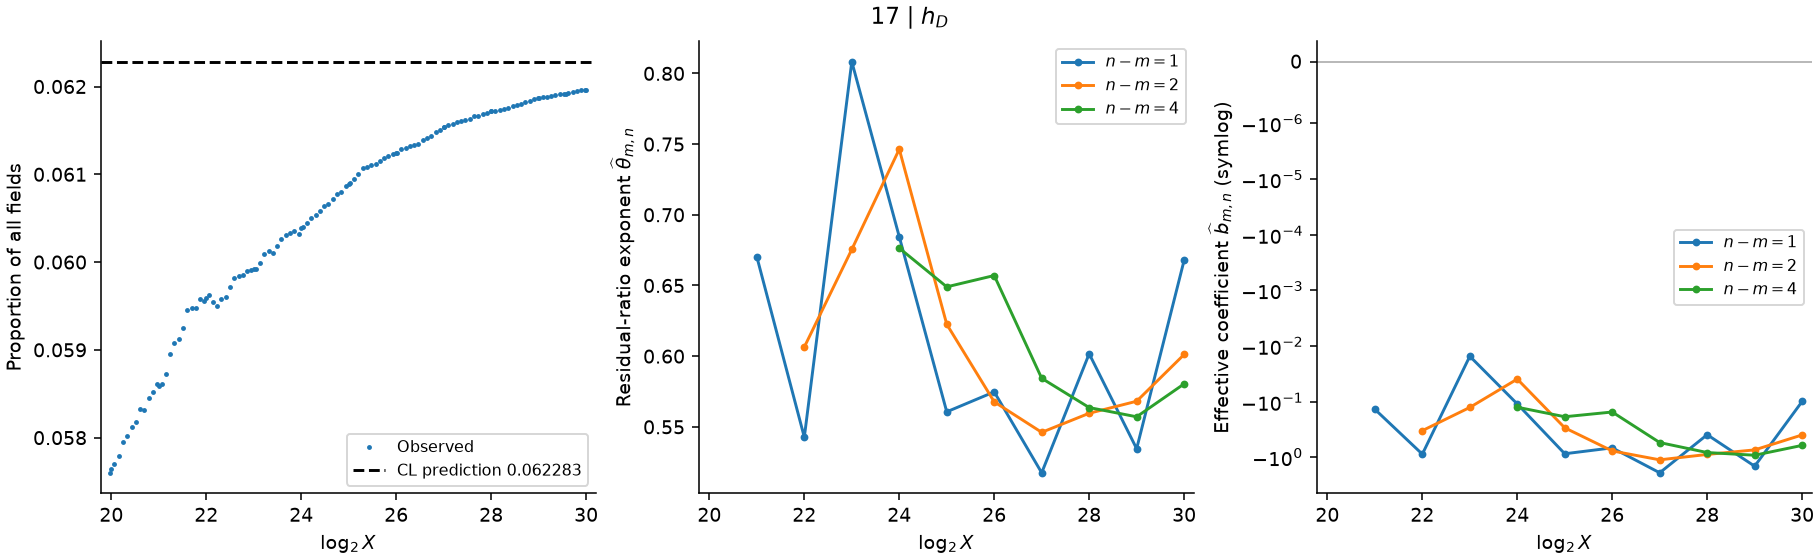 17 | h_D
Proportion of all fields
0.062
0.061
0.060
0.059
0.058
Observed
CL prediction 0.062283
20 22 24 26 28 30
log₂ X
Residual-ratio exponent θ̂_{m,n}
0.80
0.75
0.70
0.65
0.60
0.55
n − m = 1
n − m = 2
n − m = 4
20 22 24 26 28 30
log₂ X
Effective coefficient b̂_{m,n} (symlog)
0
−10⁻⁶
−10⁻⁵
−10⁻⁴
−10⁻³
−10⁻²
−10⁻¹
−10⁰
n − m = 1
n − m = 2
n − m = 4
20 22 24 26 28 30
log₂ X